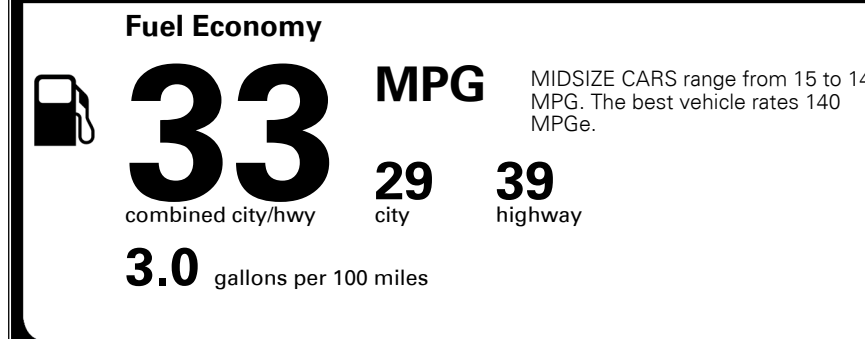 Fuel Economy
33 MPG
MIDSIZE CARS range from 15 to
MPG. The best vehicle rates 140
MPGe.
29 39
combined city/hwy city highway
3.0 gallons per 100 miles